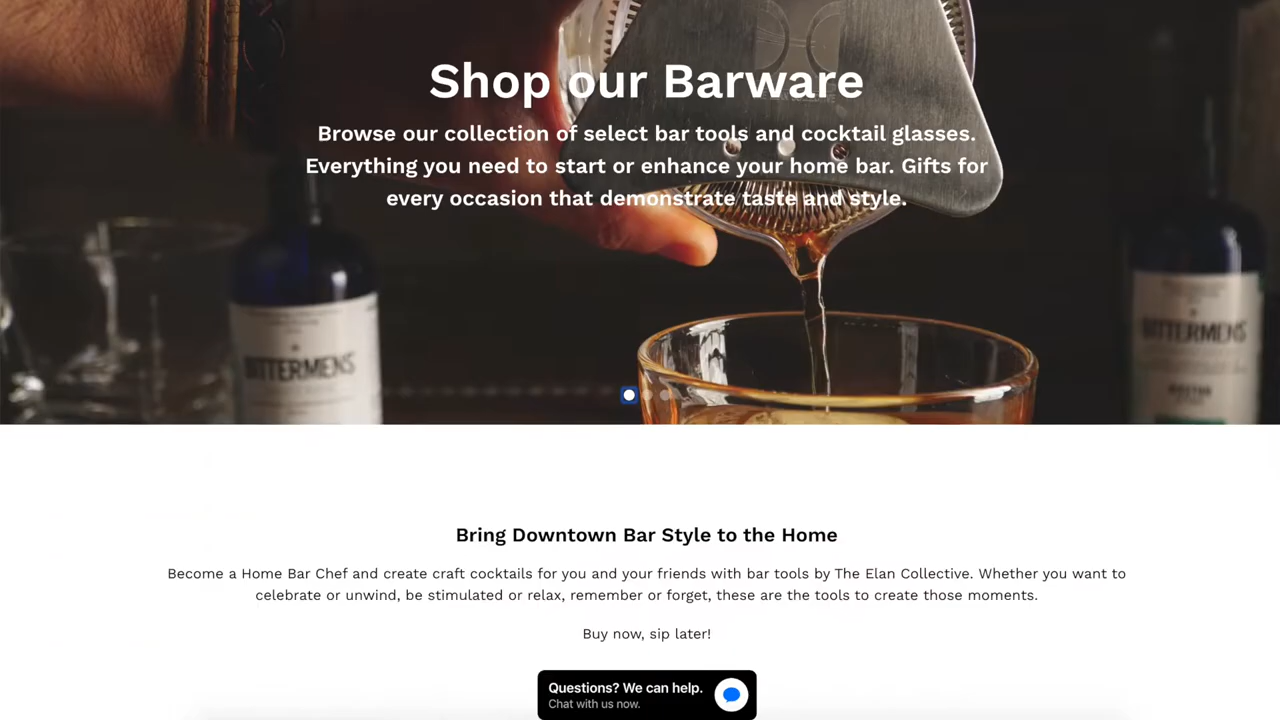 Shop our Barware
Browse our collection of select bar tools and cocktail glasses.
Everything you need to start or enhance your home bar. Gifts for
every occasion that demonstrate taste and style.
BITTERMENS
BITTERMENS
Bring Downtown Bar Style to the Home
Become a Home Bar Chef and create craft cocktails for you and your friends with bar tools by The Elan Collective. Whether you want to
celebrate or unwind, be stimulated or relax, remember or forget, these are the tools to create those moments.
Buy now, sip later!
Questions? We can help.
Chat with us now.